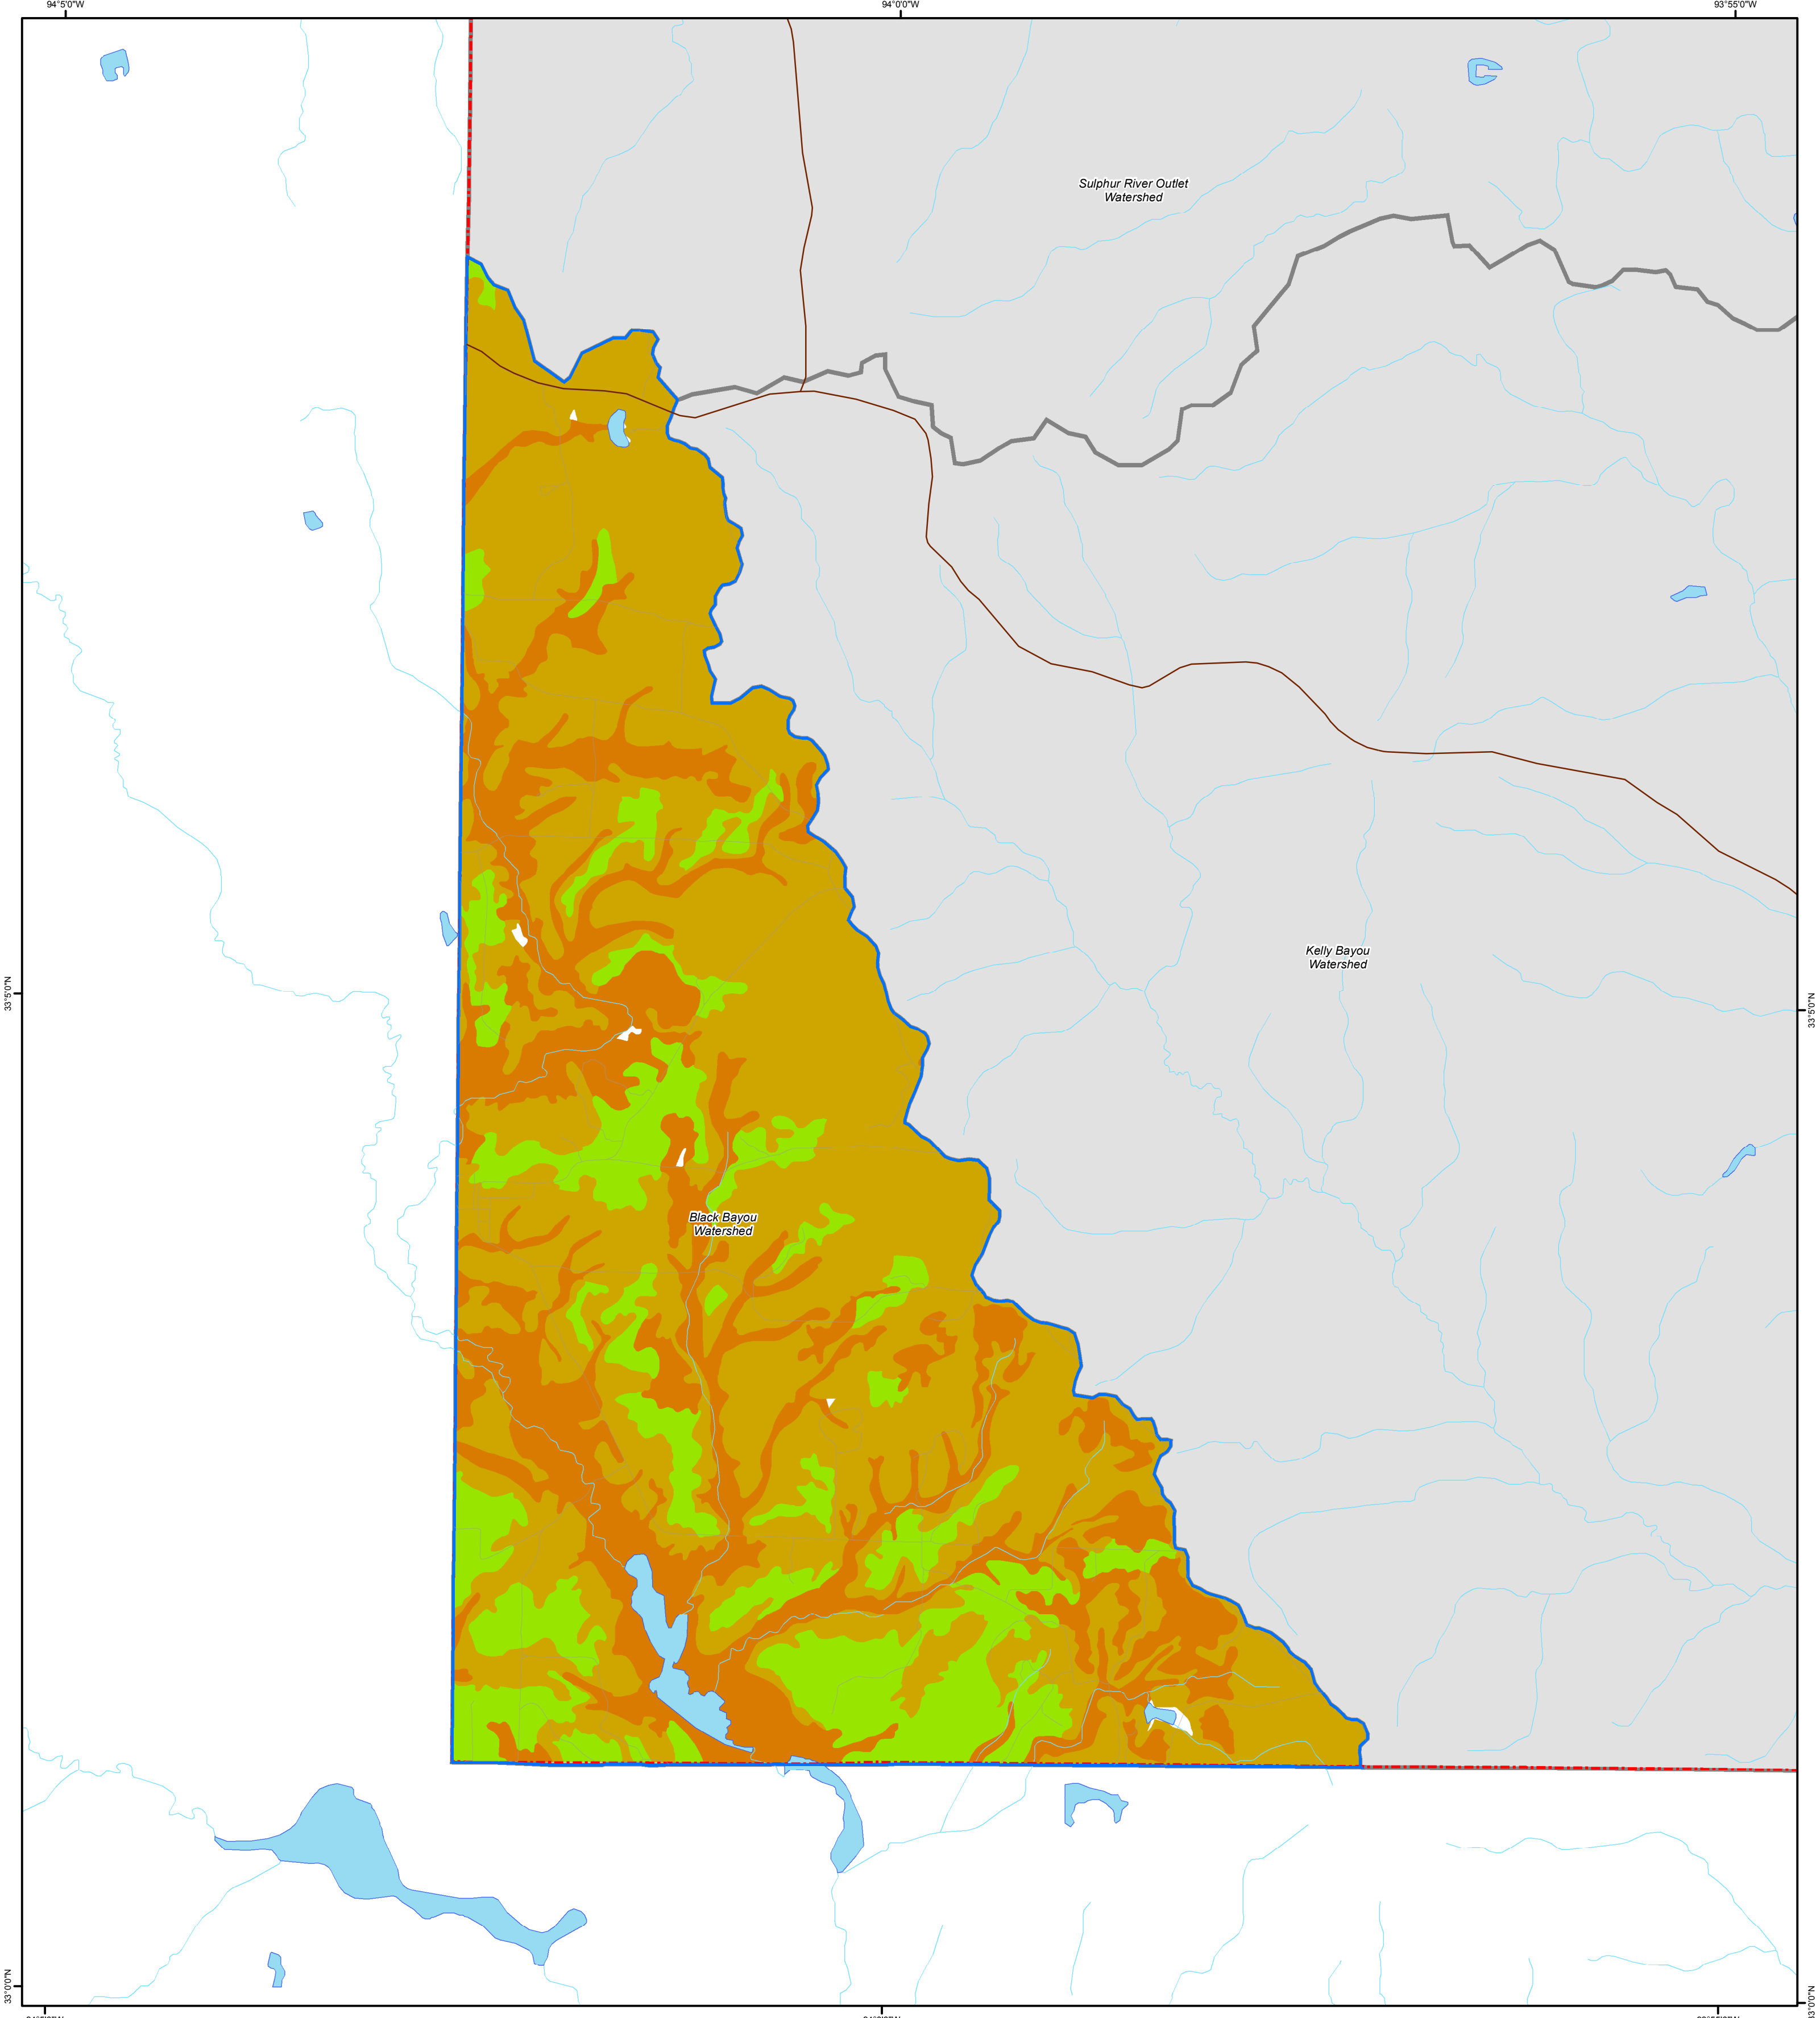 94°5'0"W
94°0'0"W
93°55'0"W
Sulphur River Outlet
Watershed
Kelly Bayou
Watershed
33°5'0"N
33°5'0"N
Black Bayou
Watershed
33°0'0"N
33°0'0"N